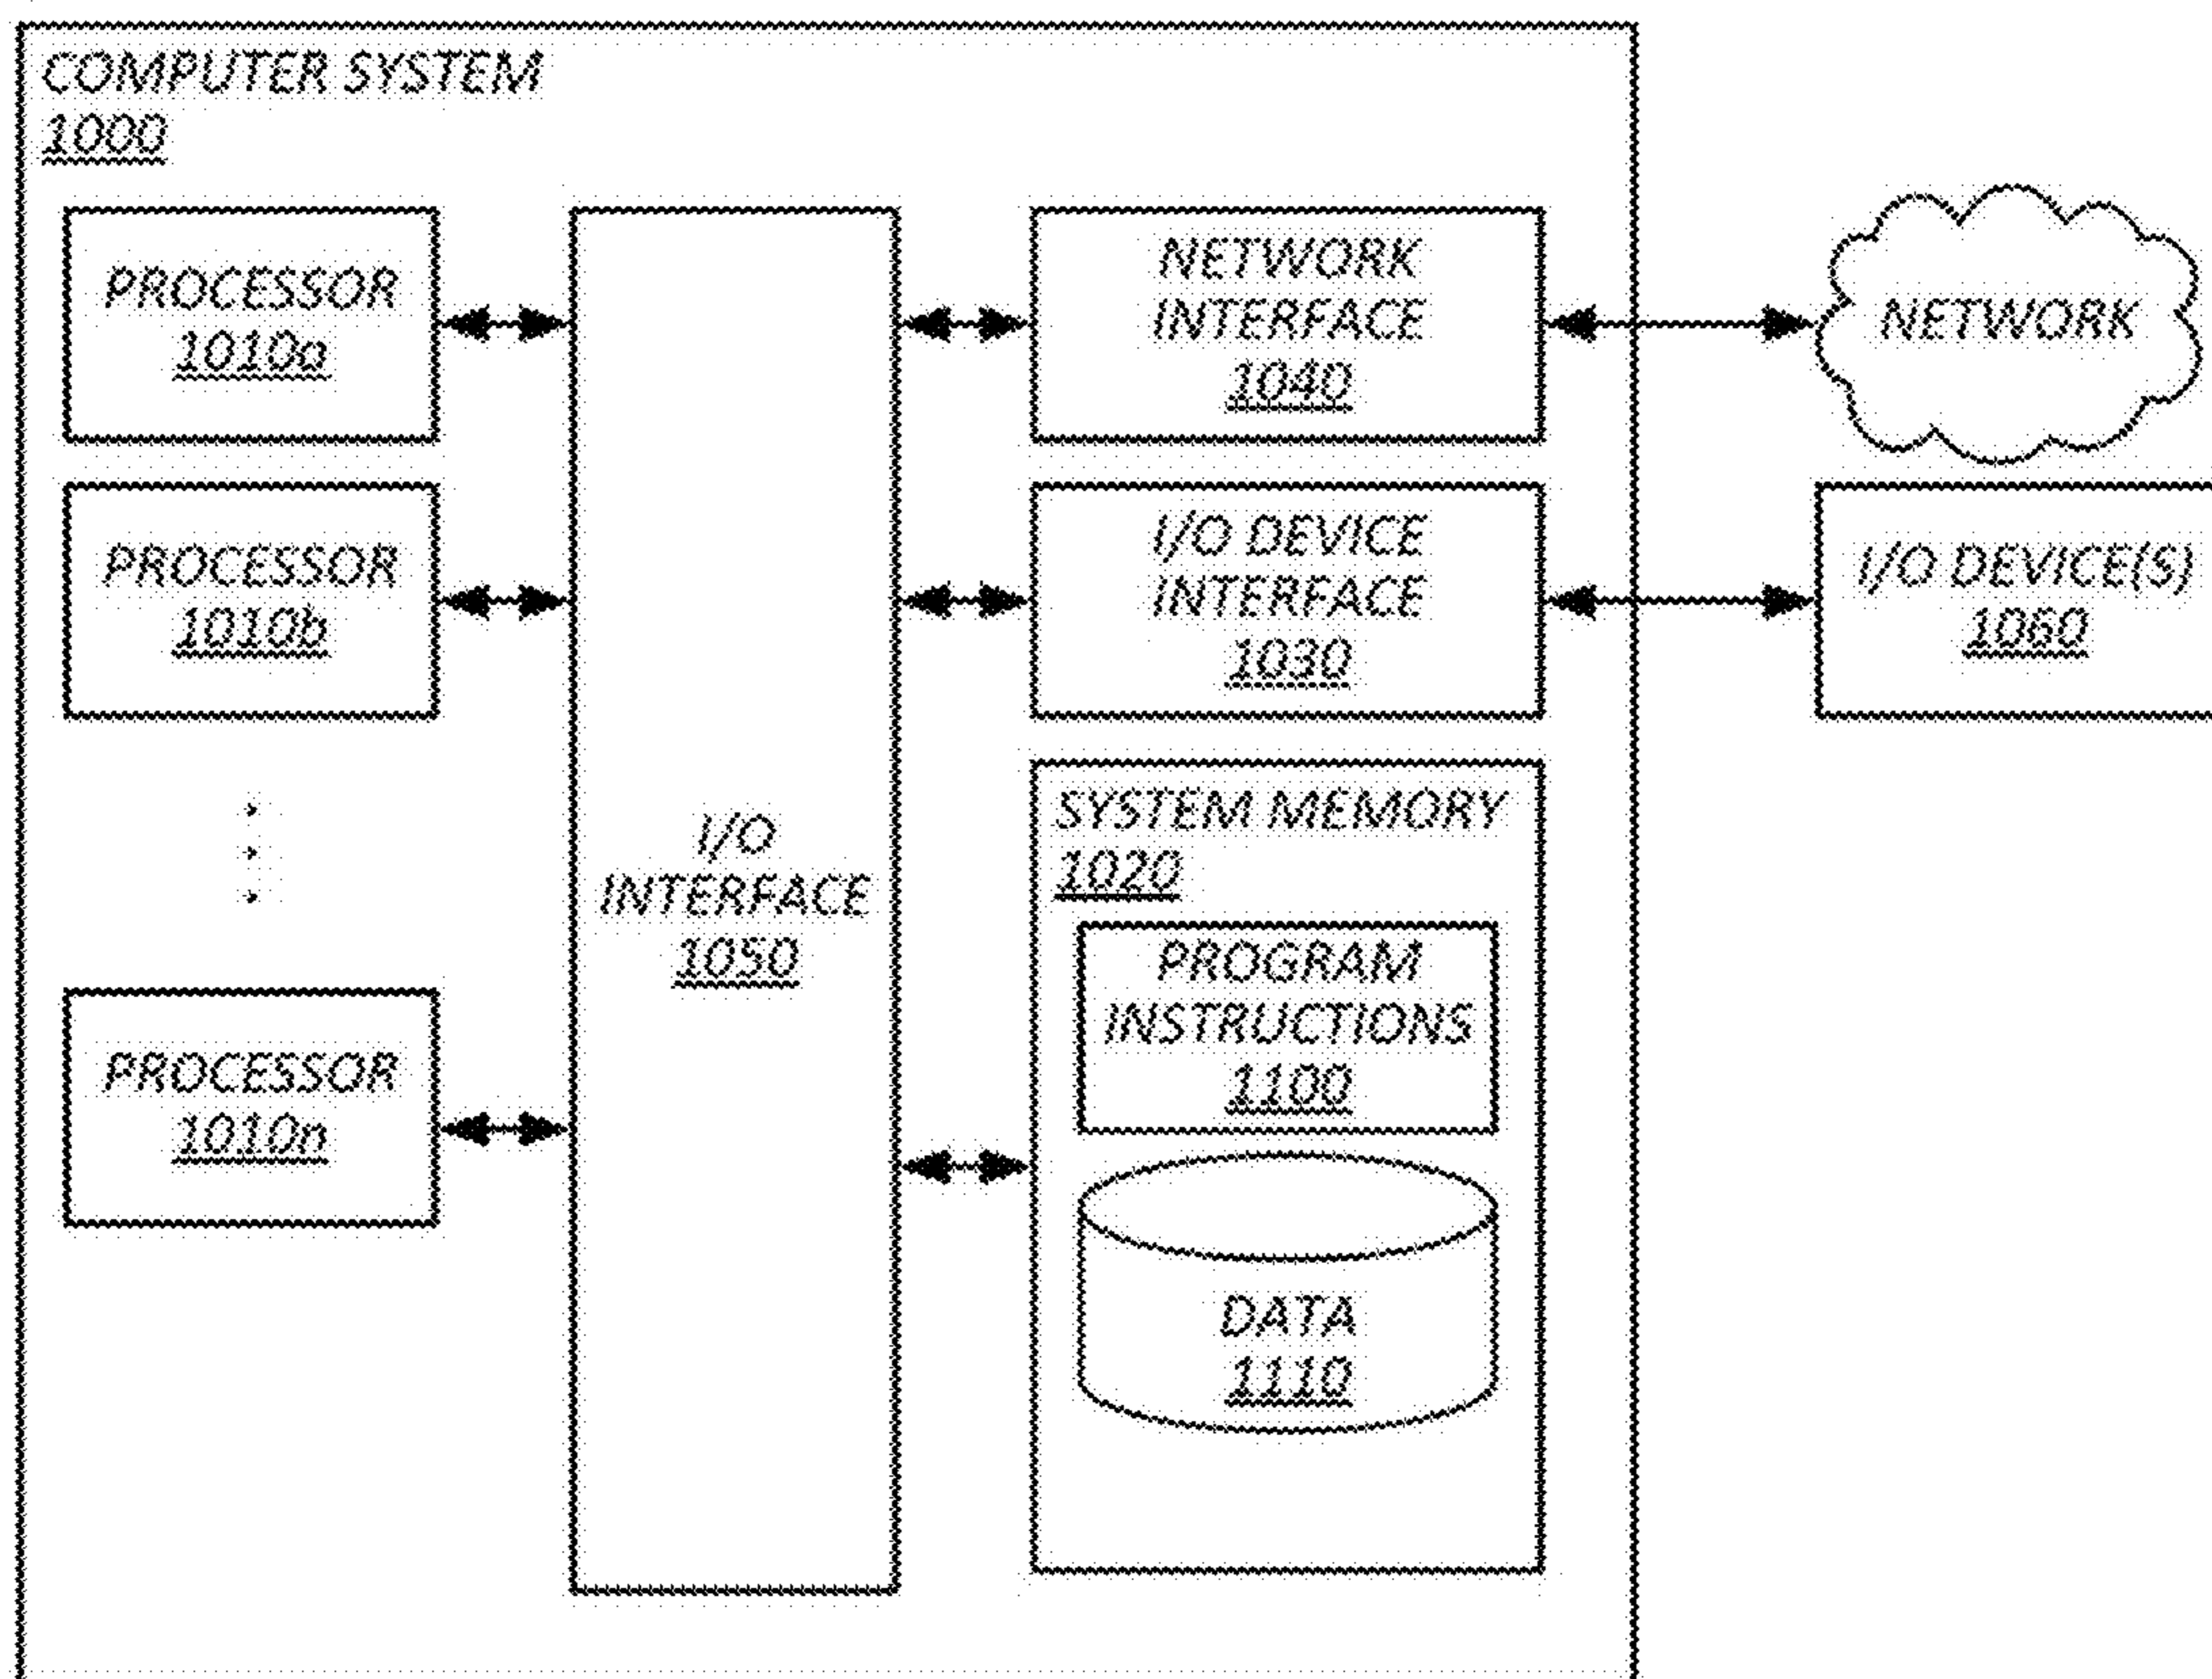 COMPUTER SYSTEM
1000
PROCESSOR
1010a
PROCESSOR
1010b
PROCESSOR
1010n
I/O
INTERFACE
1050
NETWORK
INTERFACE
1040
I/O DEVICE
INTERFACE
1030
SYSTEM MEMORY
1020
PROGRAM
INSTRUCTIONS
1100
DATA
1110
NETWORK
I/O DEVICE(S)
1060